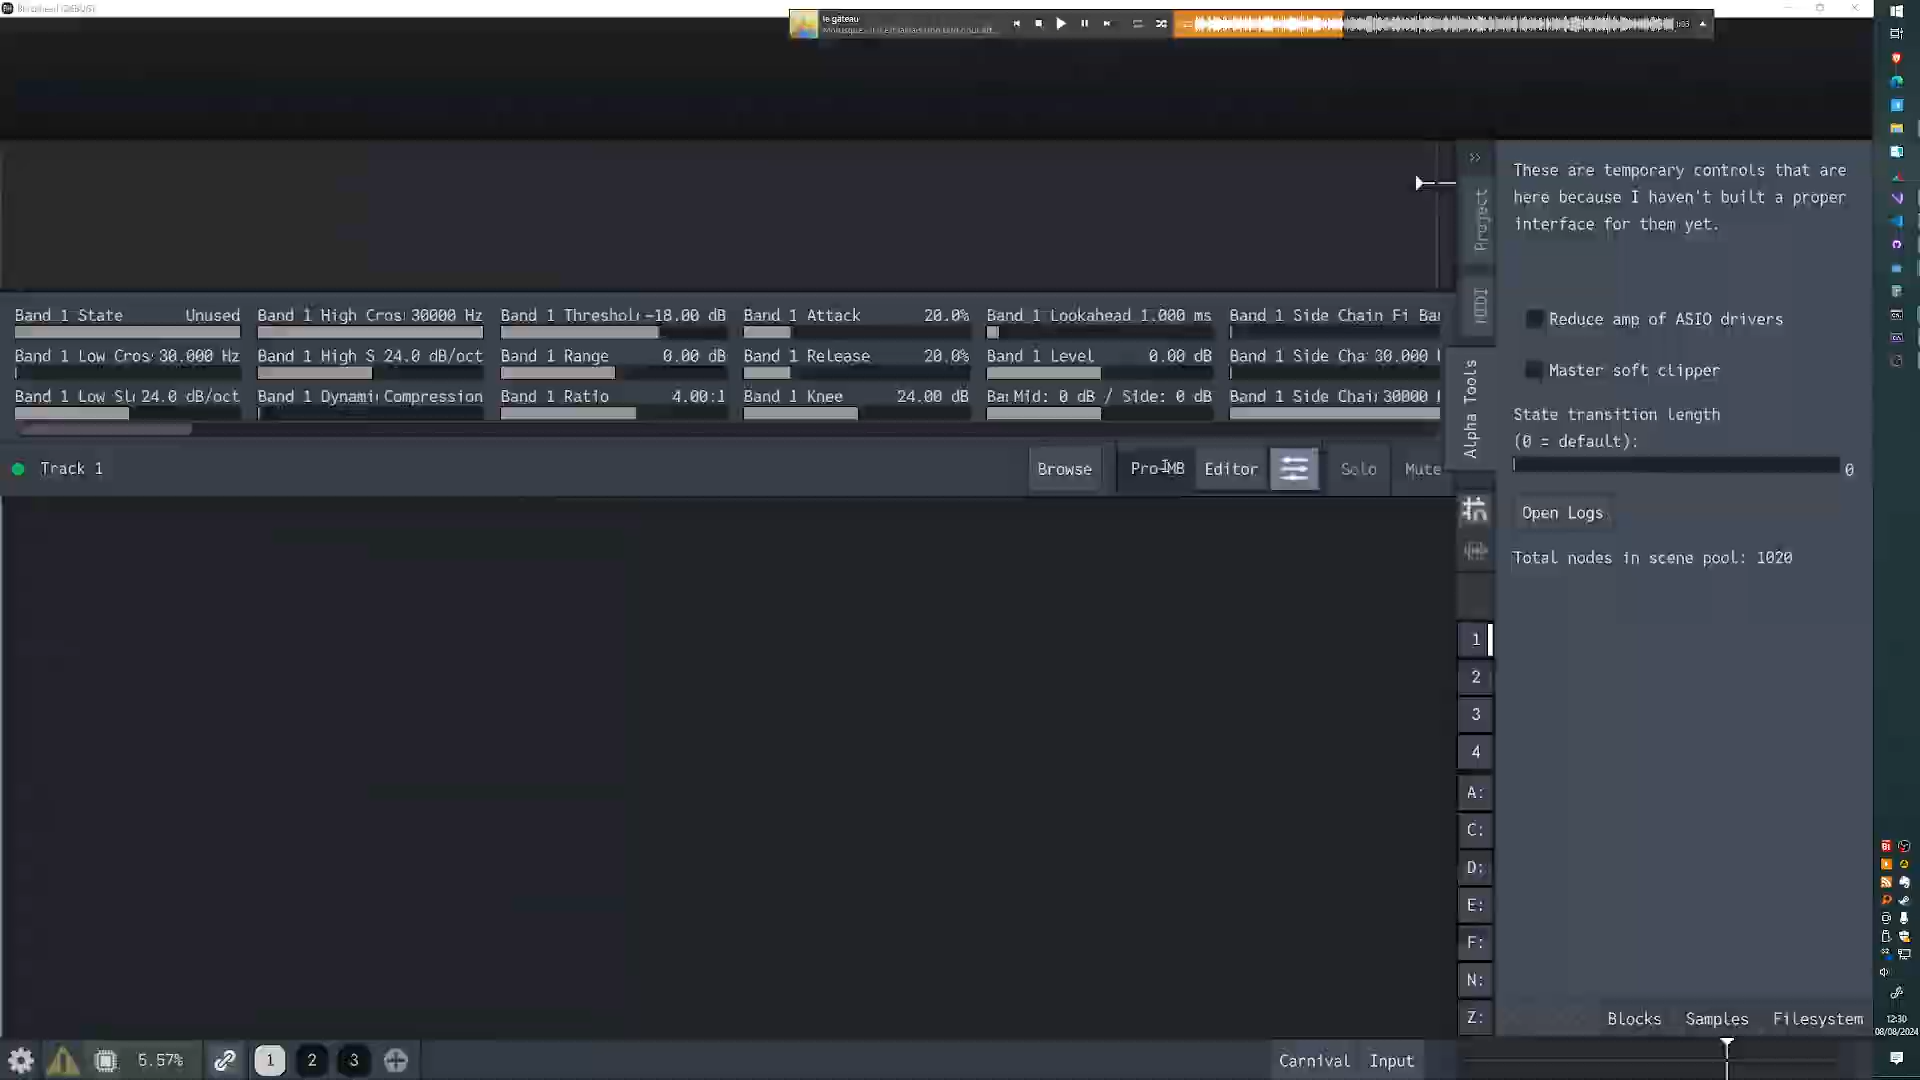 le gâteau
Project
MIDI
Alpha Tools
These are temporary controls that are
here because I haven't built a proper
interface for them yet.
Reduce amp of ASIO drivers
Master soft clipper
State transition length
(0 = default):
0
Open Logs
Total nodes in scene pool: 1020
Band 1 State Unused
Band 1 High Cros 30000 Hz
Band 1 Threshol -18.00 dB
Band 1 Attack 20.0%
Band 1 Lookahead 1.000 ms
Band 1 Side Chain Fi Ba
Band 1 Low Cros 30.000 Hz
Band 1 High S 24.0 dB/oct
Band 1 Range 0.00 dB
Band 1 Release 20.0%
Band 1 Level 0.00 dB
Band 1 Side Cha 30.000
Band 1 Low Sl 24.0 dB/oct
Band 1 Dynami Compression
Band 1 Ratio 4.00:1
Band 1 Knee 24.00 dB
Ba Mid: 0 dB / Side: 0 dB
Band 1 Side Chai 30000
Track 1
Browse
Pro-MB
Editor
Solo
Mute
1
2
3
4
A:
C:
D:
E:
F:
N:
Z:
Blocks Samples Filesystem
5.57%
1 2 3
Carnival Input
12:30
08/08/2024